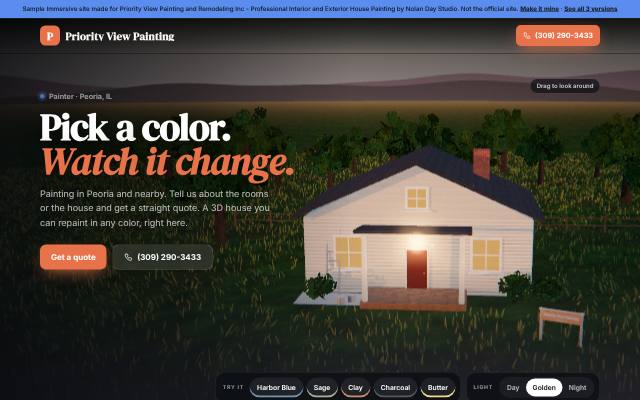 Sample Immersive site made for Priority View Painting and Remodeling Inc - Professional Interior and Exterior House Painting by Nolan Day Studio. Not the official site. Make it mine · See all 3 versions
P Priority View Painting
(309) 290-3433
Drag to look around
Painter · Peoria, IL
Pick a color.
Watch it change.
Painting in Peoria and nearby. Tell us about the rooms
or the house and get a straight quote. A 3D house you
can repaint in any color, right here.
Get a quote
(309) 290-3433
TRY IT Harbor Blue Sage Clay Charcoal Butter
LIGHT Day Golden Night